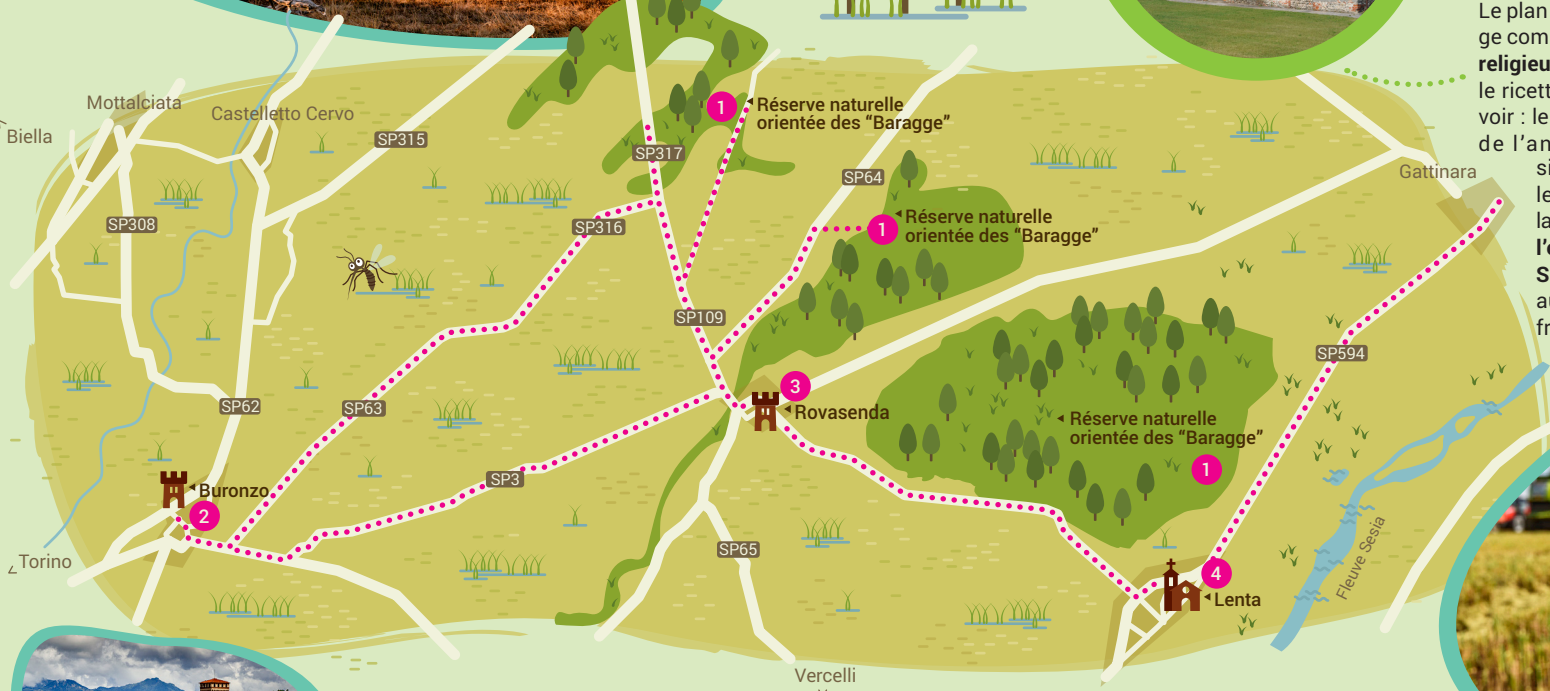 Le plan
ge com
religieu
le ricett
voir : le
de l'an
si
le
la
l'
S
au
fr
Mottalciata
Castelletto Cervo
Biella
SP315
SP317
1
Réserve naturelle
orientée des "Baragge"
SP64
Gattinara
SP308
SP316
1
Réserve naturelle
orientée des "Baragge"
SP109
SP594
SP62
SP63
3
Rovasenda
Réserve naturelle
orientée des "Baragge"
1
SP3
Buronzo
2
Torino
SP65
Fleuve Sesia
4
Lenta
Vercelli